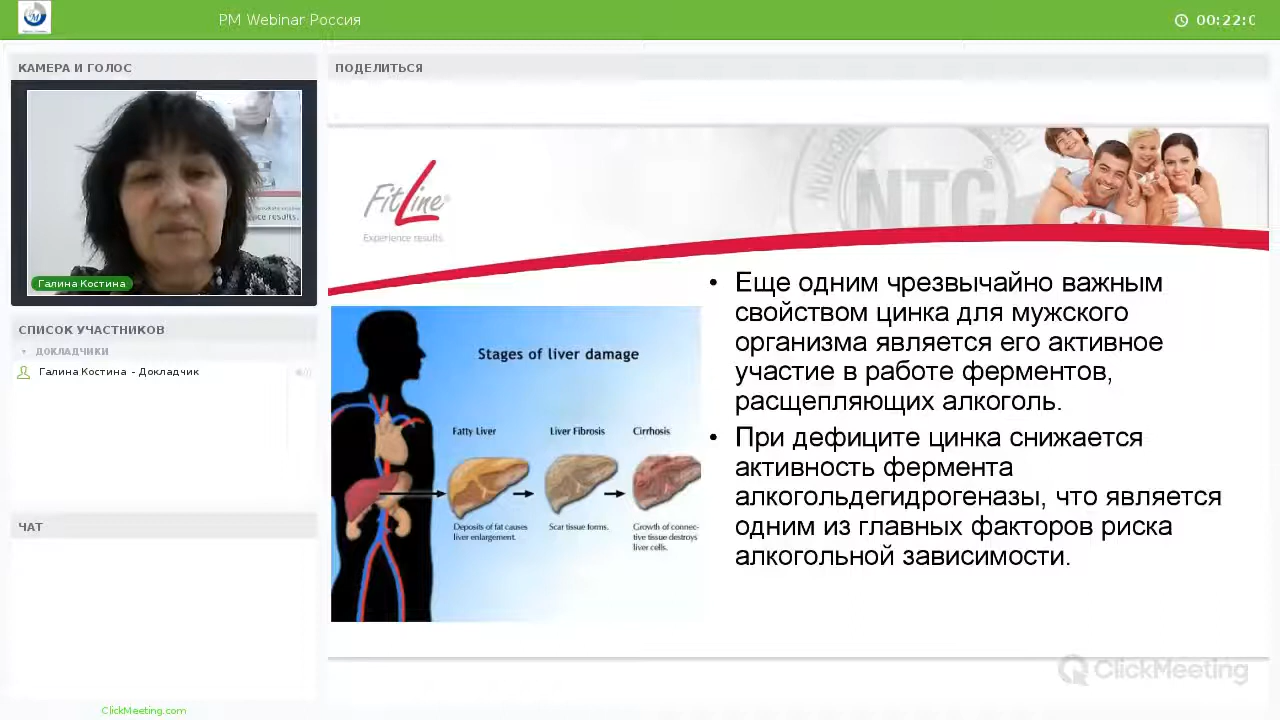 PM Webinar Россия
КАМЕРА И ГОЛОС
ce results.
Галина Костина
СПИСОК УЧАСТНИКОВ
ДОКЛАДЧИКИ
Галина Костина - Докладчик
ЧАТ
ClickMeeting.com
ПОДЕЛИТЬСЯ
FitLine®
Experience results.
NTC®
Stages of liver damage
Fatty Liver
Liver Fibrosis
Cirrhosis
Deposits of fat causes
liver enlargement.
Scar tissue forms.
Growth of connec-
tive tissue destroys
liver cells.
• Еще одним чрезвычайно важным
свойством цинка для мужского
организма является его активное
участие в работе ферментов,
расщепляющих алкоголь.
• При дефиците цинка снижается
активность фермента
алкогольдегидрогеназы, что является
одним из главных факторов риска
алкогольной зависимости.
ClickMeeting